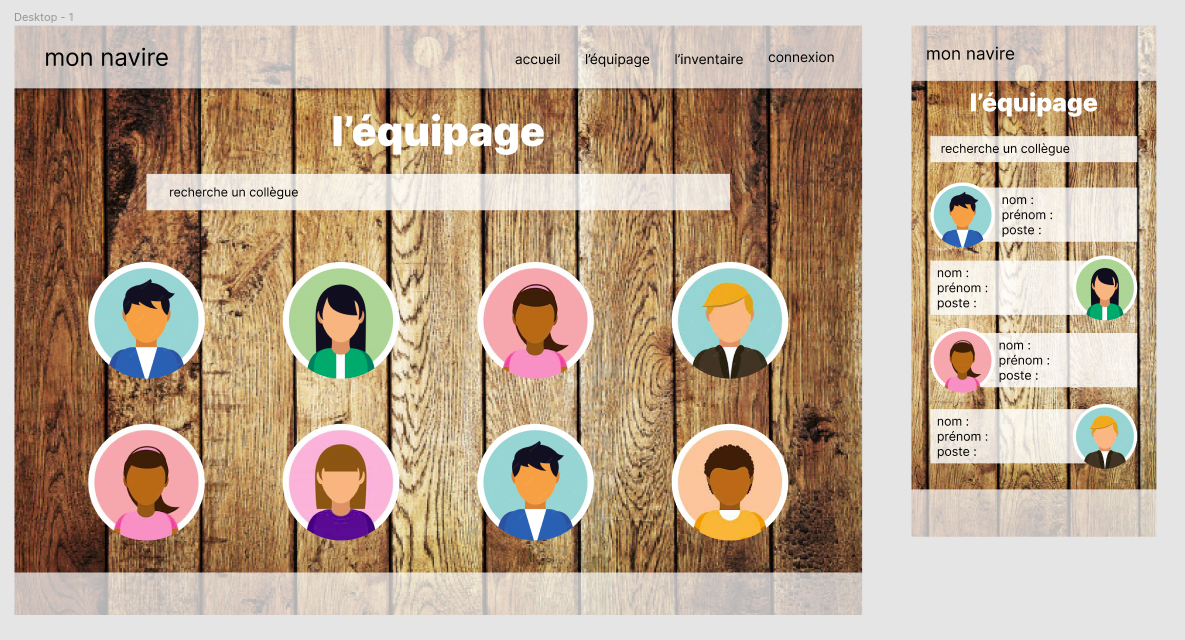 Desktop - 1
mon navire
accueil l'équipage l'inventaire connexion
l'équipage
recherche un collègue
mon navire
l'équipage
recherche un collègue
nom :
prénom :
poste :
nom :
prénom :
poste :
nom :
prénom :
poste :
nom :
prénom :
poste :